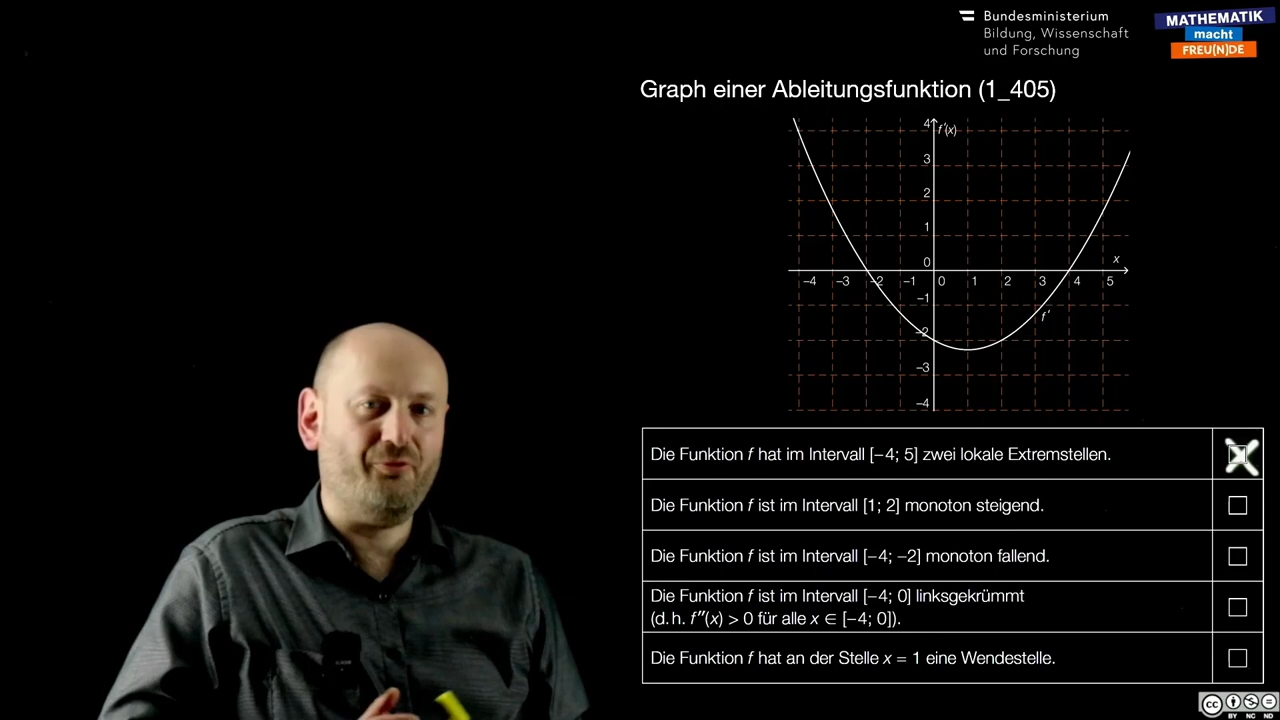 Bundesministerium
Bildung, Wissenschaft
und Forschung
MATHEMATIK
macht
FREU(N)DE
Graph einer Ableitungsfunktion (1_405)
4
f′(x)
3
2
1
0
x
−4 −3 −2 −1 0 1 2 3 4 5
−1
f′
−2
−3
−4
Die Funktion f hat im Intervall [−4; 5] zwei lokale Extremstellen.
Die Funktion f ist im Intervall [1; 2] monoton steigend.
Die Funktion f ist im Intervall [−4; −2] monoton fallend.
Die Funktion f ist im Intervall [−4; 0] linksgekrümmt
(d. h. f″(x) > 0 für alle x ∈ [−4; 0]).
Die Funktion f hat an der Stelle x = 1 eine Wendestelle.
cc
BY NC ND